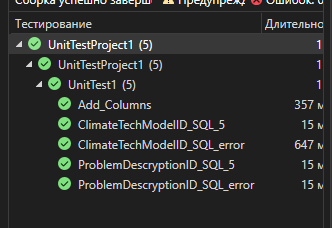 Сборка успешно заверш Предупреж Ошибок: 0
Тестирование Длительно
UnitTestProject1 (5) 1
UnitTestProject1 (5) 1
UnitTest1 (5) 1
Add_Columns 357 м
ClimateTechModelID_SQL_5 15 м
ClimateTechModelID_SQL_error 647 м
ProblemDescryptionID_SQL_5 15 м
ProblemDescryptionID_SQL_error 15 м